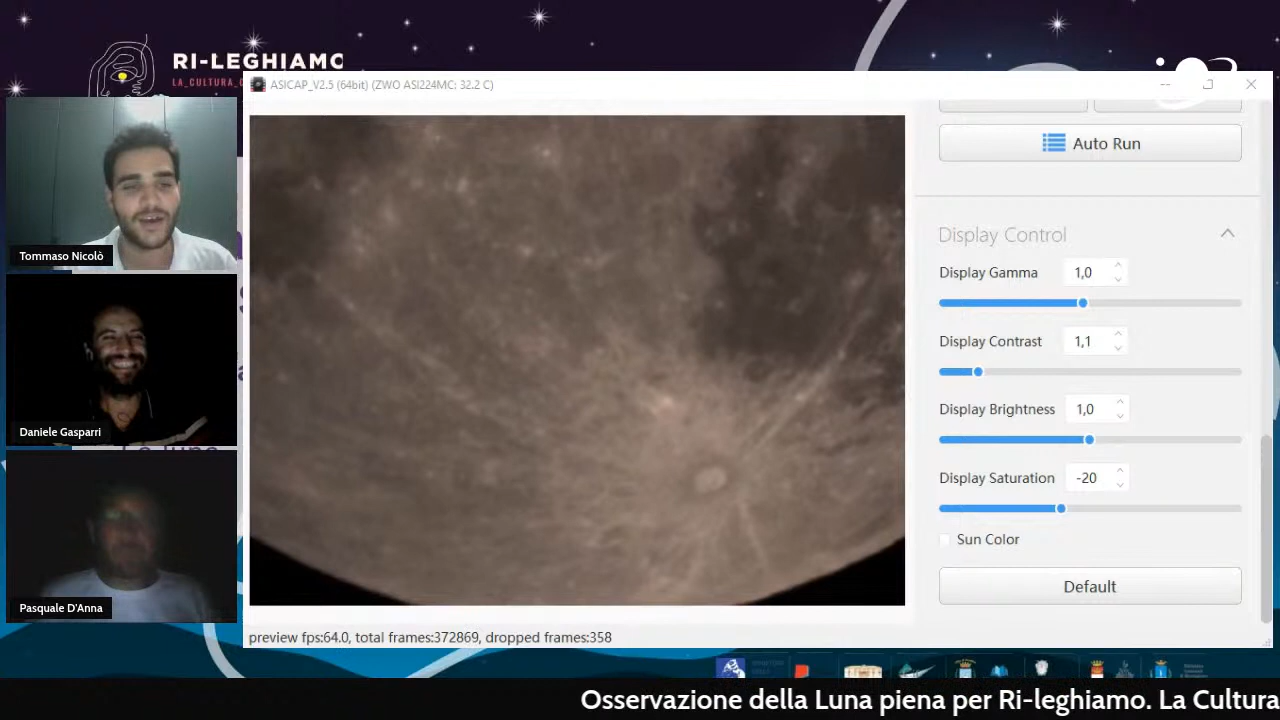 RI-LEGHIAMO
LA_CULTURA_
ASICAP_V2.5 (64bit) (ZWO ASI224MC: 32.2 C)
Auto Run
Display Control
Display Gamma 1,0
Display Contrast 1,1
Display Brightness 1,0
Display Saturation -20
Sun Color
Default
Tommaso Nicolò
Daniele Gasparri
Pasquale D'Anna
preview fps:64.0, total frames:372869, dropped frames:358
Osservazione della Luna piena per Ri-leghiamo. La Cultura